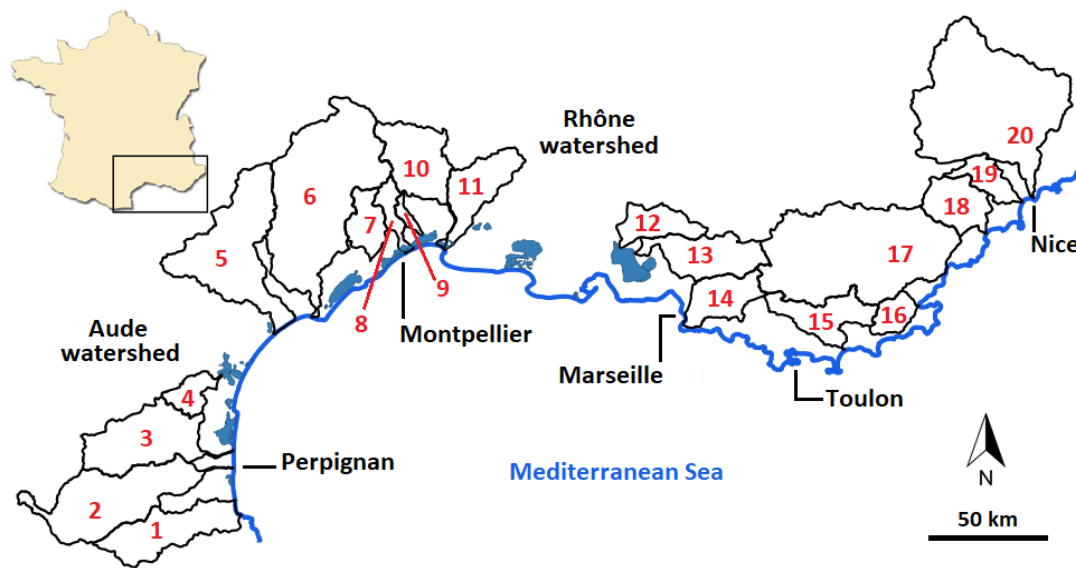 Rhône
watershed
20
10
19
11
6
18
12
7
17
5
13
Nice
9
14
16
8
15
Montpellier
Aude
watershed
Marseille
4
Toulon
3
Perpignan
Mediterranean Sea
N
2
50 km
1